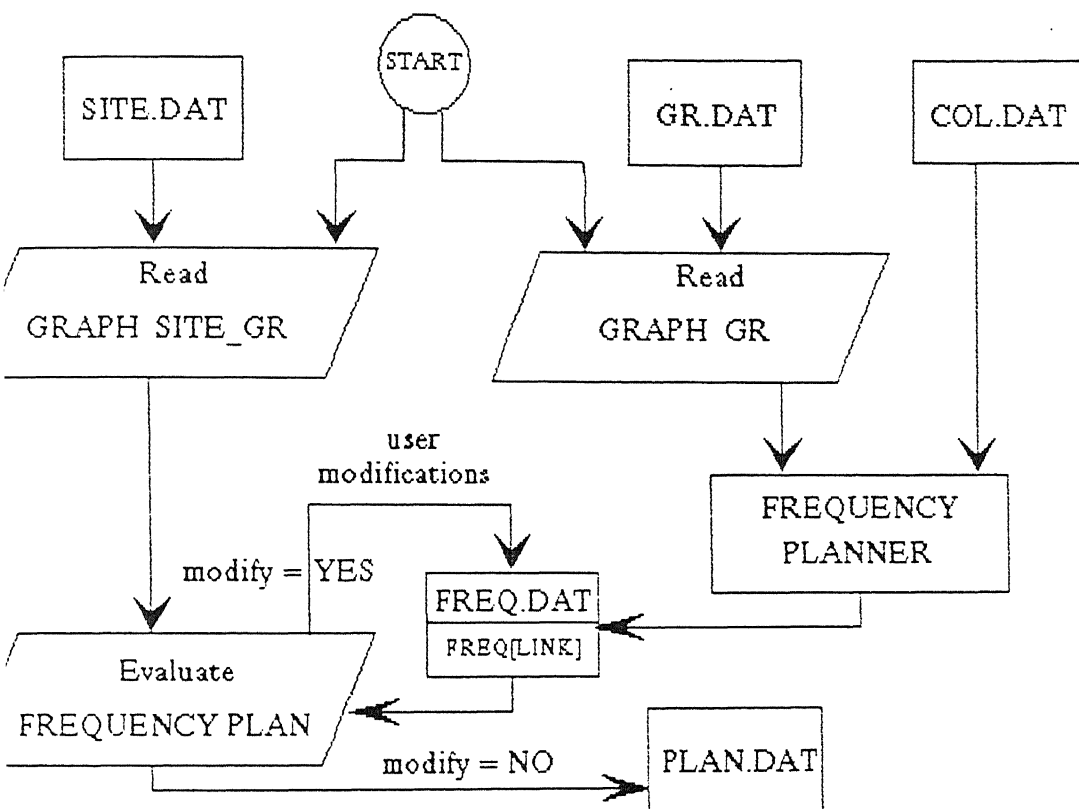 START
SITE.DAT
GR.DAT
COL.DAT
Read
GRAPH SITE_GR
Read
GRAPH GR
user
modifications
FREQUENCY
PLANNER
modify = YES
FREQ.DAT
FREQ[LINK]
Evaluate
FREQUENCY PLAN
modify = NO
PLAN.DAT